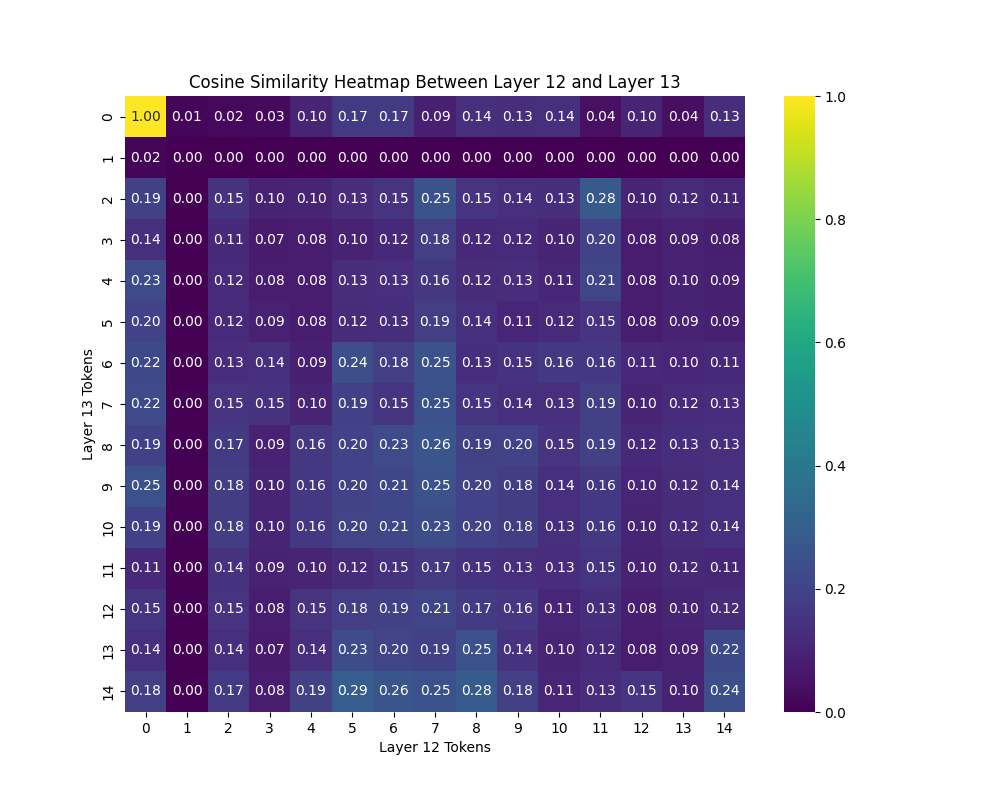 Cosine Similarity Heatmap Between Layer 12 and Layer 13
0 1.00 0.01 0.02 0.03 0.10 0.17 0.17 0.09 0.14 0.13 0.14 0.04 0.10 0.04 0.13
1 0.02 0.00 0.00 0.00 0.00 0.00 0.00 0.00 0.00 0.00 0.00 0.00 0.00 0.00 0.00
2 0.19 0.00 0.15 0.10 0.10 0.13 0.15 0.25 0.15 0.14 0.13 0.28 0.10 0.12 0.11
3 0.14 0.00 0.11 0.07 0.08 0.10 0.12 0.18 0.12 0.12 0.10 0.20 0.08 0.09 0.08
4 0.23 0.00 0.12 0.08 0.08 0.13 0.13 0.16 0.12 0.13 0.11 0.21 0.08 0.10 0.09
5 0.20 0.00 0.12 0.09 0.08 0.12 0.13 0.19 0.14 0.11 0.12 0.15 0.08 0.09 0.09
6 0.22 0.00 0.13 0.14 0.09 0.24 0.18 0.25 0.13 0.15 0.16 0.16 0.11 0.10 0.11
7 0.22 0.00 0.15 0.15 0.10 0.19 0.15 0.25 0.15 0.14 0.13 0.19 0.10 0.12 0.13
8 0.19 0.00 0.17 0.09 0.16 0.20 0.23 0.26 0.19 0.20 0.15 0.19 0.12 0.13 0.13
9 0.25 0.00 0.18 0.10 0.16 0.20 0.21 0.25 0.20 0.18 0.14 0.16 0.10 0.12 0.14
10 0.19 0.00 0.18 0.10 0.16 0.20 0.21 0.23 0.20 0.18 0.13 0.16 0.10 0.12 0.14
11 0.11 0.00 0.14 0.09 0.10 0.12 0.15 0.17 0.15 0.13 0.13 0.15 0.10 0.12 0.11
12 0.15 0.00 0.15 0.08 0.15 0.18 0.19 0.21 0.17 0.16 0.11 0.13 0.08 0.10 0.12
13 0.14 0.00 0.14 0.07 0.14 0.23 0.20 0.19 0.25 0.14 0.10 0.12 0.08 0.09 0.22
14 0.18 0.00 0.17 0.08 0.19 0.29 0.26 0.25 0.28 0.18 0.11 0.13 0.15 0.10 0.24
0 1 2 3 4 5 6 7 8 9 10 11 12 13 14
Layer 12 Tokens
Layer 13 Tokens
1.0
0.8
0.6
0.4
0.2
0.0